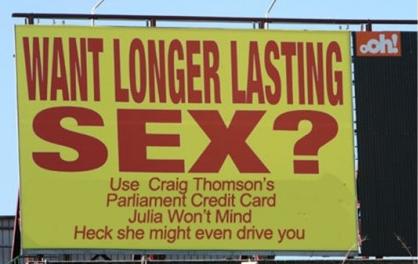 ooh!
WANT LONGER LASTING
SEX?
Use Craig Thomson's
Parliament Credit Card
Julia Won't Mind
Heck she might even drive you